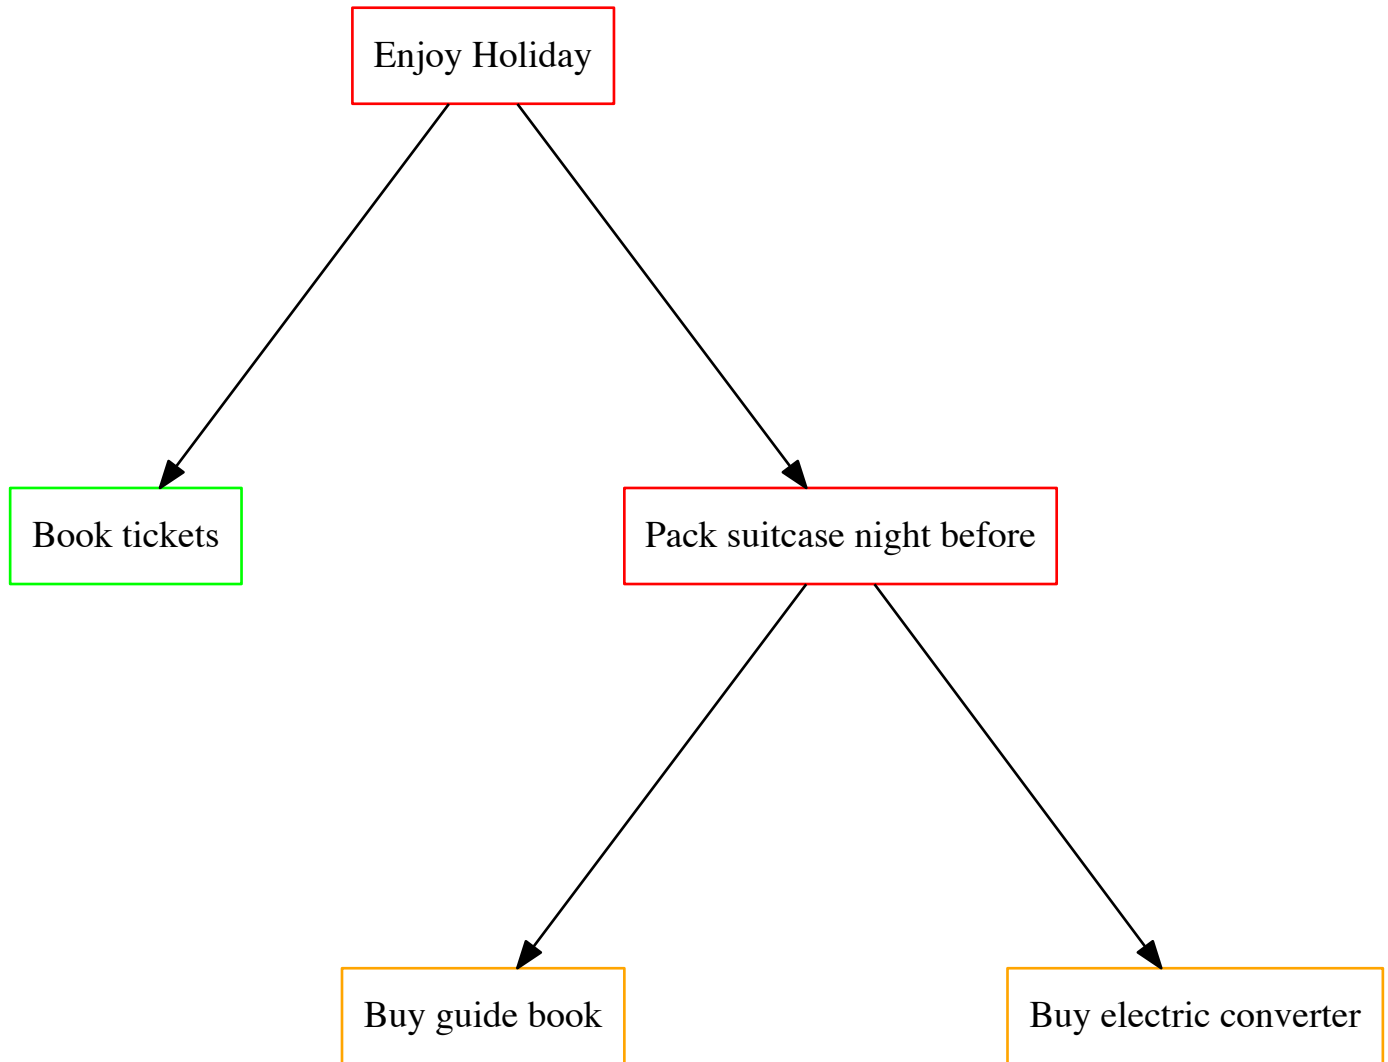 Enjoy Holiday
Book tickets
Pack suitcase night before
Buy guide book
Buy electric converter